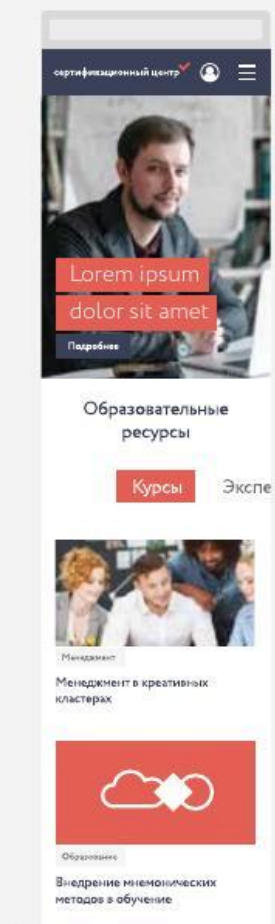 сертификационный центр
Lorem ipsum
dolor sit amet
Подробнее
Образовательные
ресурсы
Курсы Экспе
Менеджмент
Менеджмент в креативных
кластерах
Образование
Внедрение мнемонических
методов в обучение